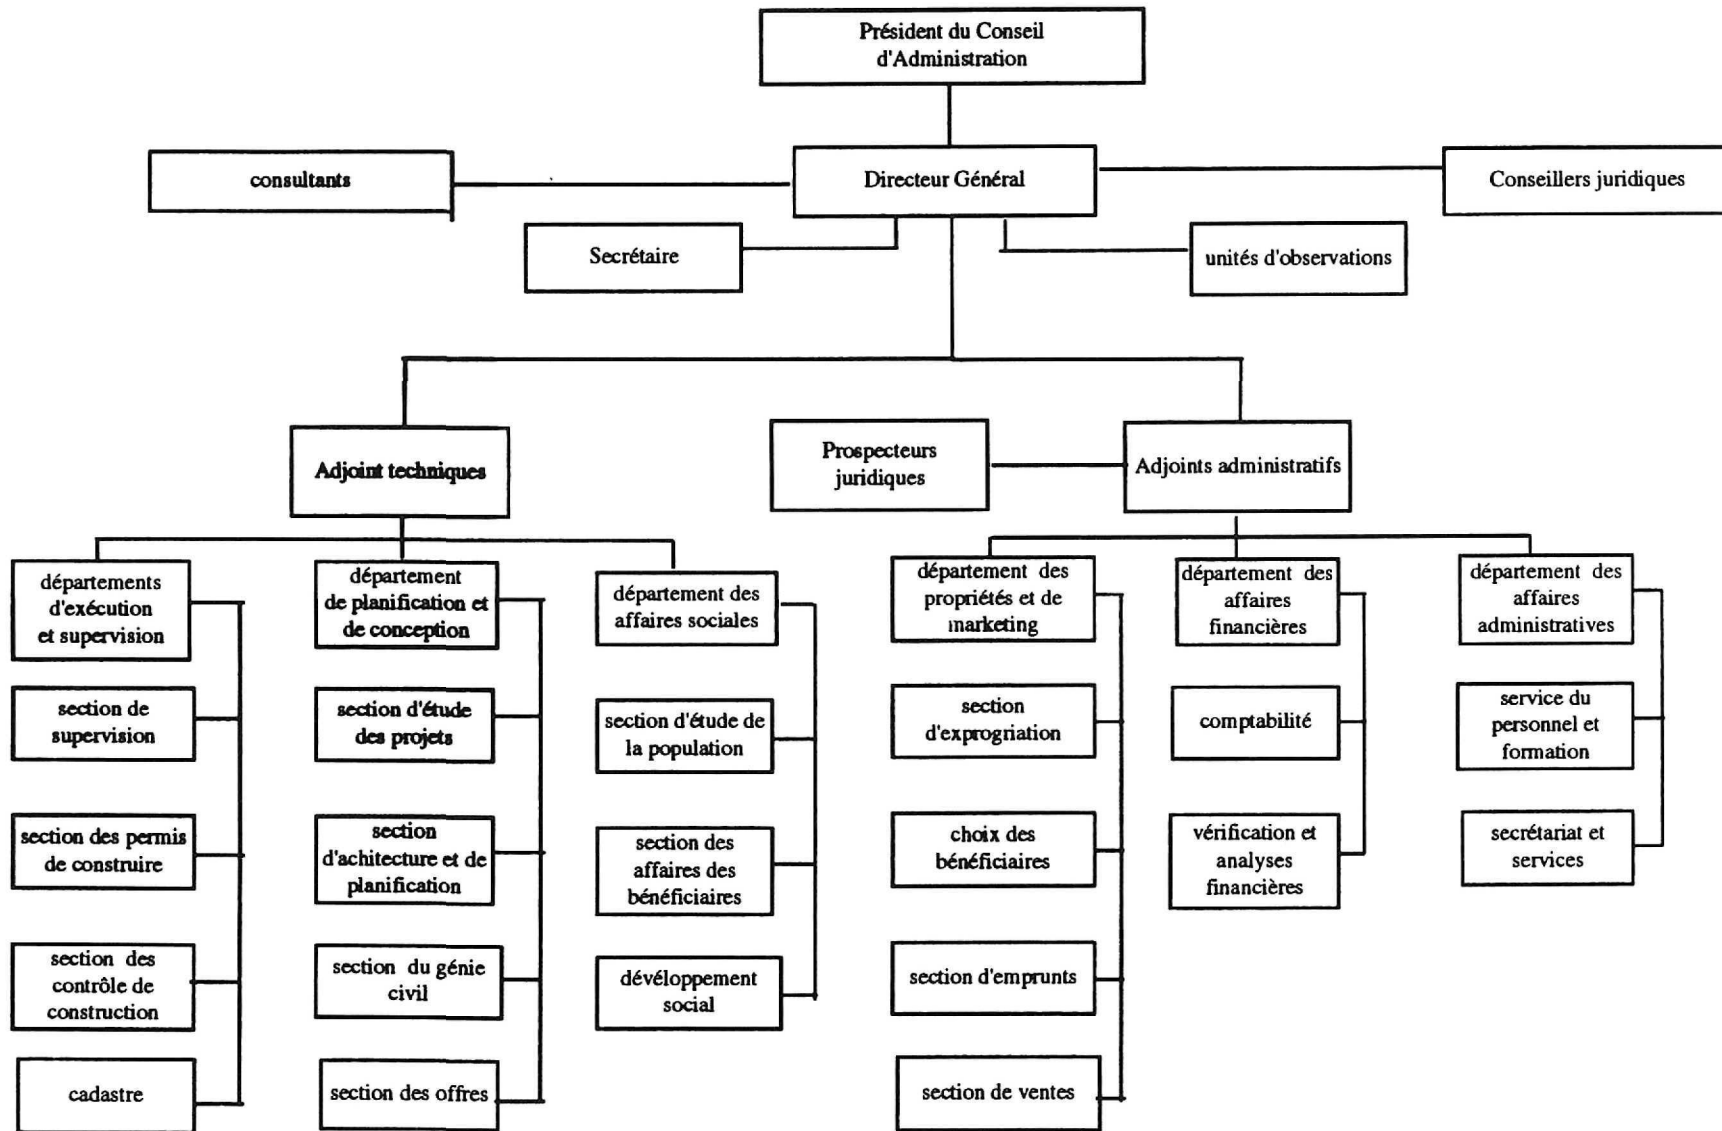 Président du Conseil
d'Administration
consultants
Directeur Général
Conseillers juridiques
Secrétaire
unités d'observations
Adjoint techniques
Prospecteurs
juridiques
Adjoints administratifs
départements
d'exécution
et supervision
section de
supervision
section des permis
de construire
section des
contrôle de
construction
cadastre
département
de planification et
de conception
section d'étude
des projets
section
d'achitecture et de
planification
section du génie
civil
section des offres
département des
affaires sociales
section d'étude de
la population
section des
affaires des
bénéficiaires
dévéloppement
social
département des
propriétés et de
marketing
section
d'exprogriation
choix des
bénéficiaires
section d'emprunts
section de ventes
département des
affaires
financières
comptabilité
vérification et
analyses
financières
département des
affaires
administratives
service du
personnel et
formation
secrétariat et
services